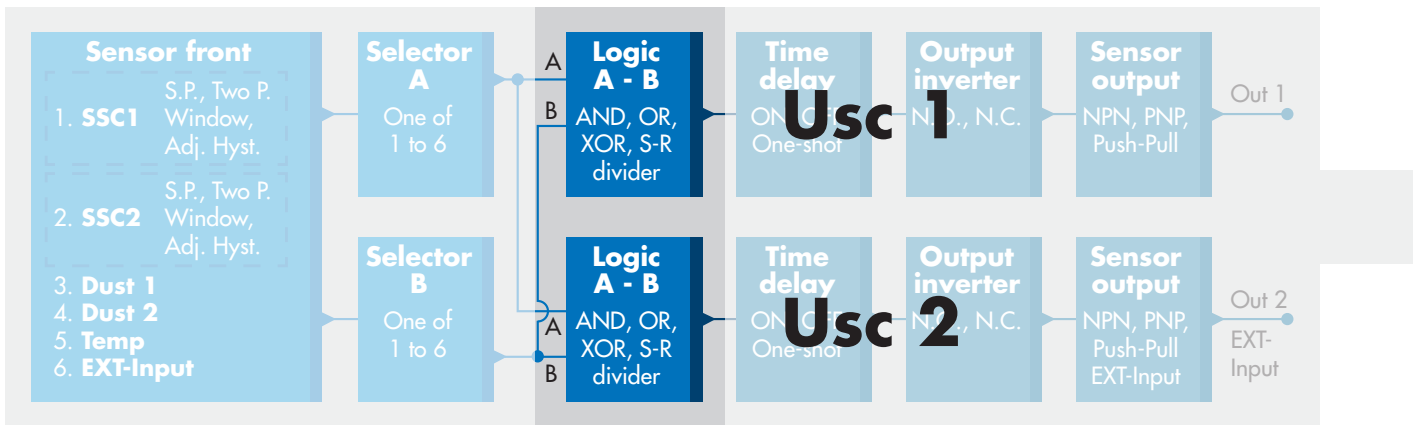 Sensor front
S.P., Two P.
1. SSC1 Window,
Adj. Hyst.
S.P., Two P.
2. SSC2 Window,
Adj. Hyst.
3. Dust 1
4. Dust 2
5. Temp
6. EXT-Input
Selector
A
One of
1 to 6
Selector
B
One of
1 to 6
A
B
Logic
A - B
AND, OR,
XOR, S-R
divider
Time
delay
One-shot
Usc 1
Output
inverter
N.O., N.C.
Sensor
output
NPN, PNP,
Push-Pull
Out 1
A
B
Logic
A - B
AND, OR,
XOR, S-R
divider
Time
delay
One-shot
Usc 2
Output
inverter
N.O., N.C.
Sensor
output
NPN, PNP,
Push-Pull
EXT-Input
Out 2
EXT-
Input